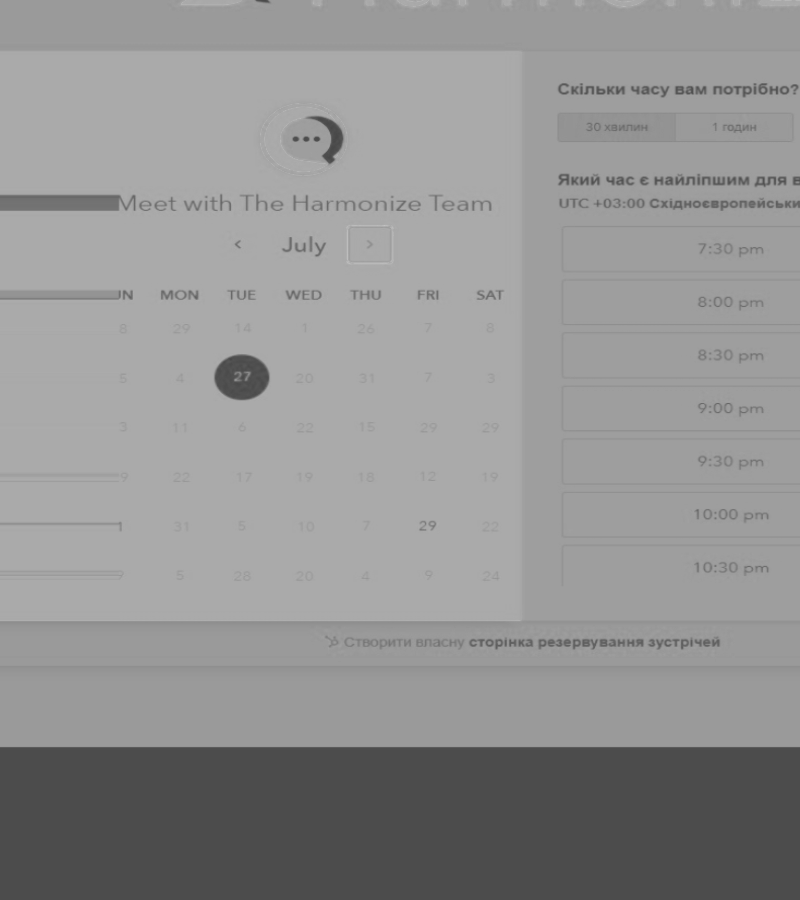 Meet with The Harmonize Team
July
UN MON TUE WED THU FRI SAT
8 29 14 1 26 7 8
5 4 27 20 31 7 3
3 11 6 22 15 29 29
9 22 17 19 18 12 19
1 31 5 10 7 29 22
5 28 20 4 9 24
Скільки часу вам потрібно?
30 хвилин 1 годин
Який час є найліпшим для в
UTC +03:00 Східноєвропейськи
7:30 pm
8:00 pm
8:30 pm
9:00 pm
9:30 pm
10:00 pm
10:30 pm
Створити власну сторінка резервування зустрічей